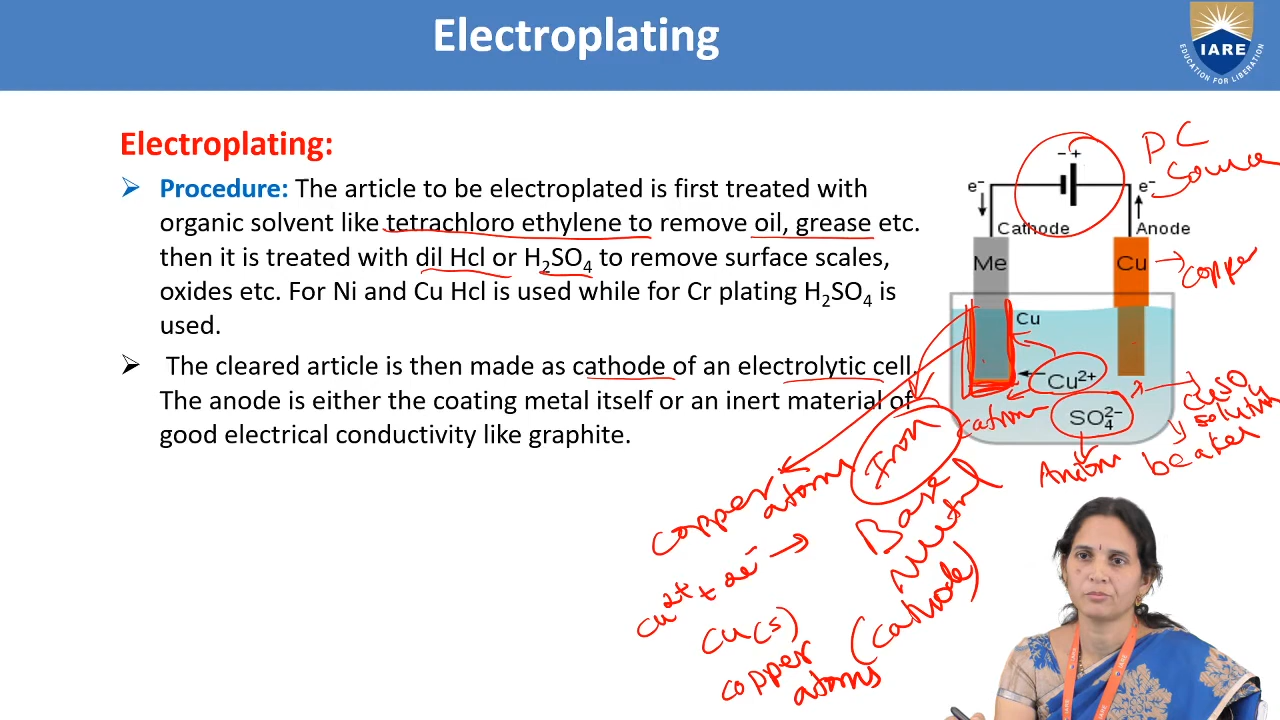 Electroplating
IARE
EDUCATION FOR LIBERATION
Electroplating:
➢ Procedure: The article to be electroplated is first treated with
organic solvent like tetrachloro ethylene to remove oil, grease etc.
then it is treated with dil Hcl or H₂SO₄ to remove surface scales,
oxides etc. For Ni and Cu Hcl is used while for Cr plating H₂SO₄ is
used.
➢ The cleared article is then made as cathode of an electrolytic cell.
The anode is either the coating metal itself or an inert material of
good electrical conductivity like graphite.
DC
Source
- +
e⁻
e⁻
Cathode
Anode
Me
Cu
copper
Cu
Cu²⁺
SO₄²⁻
cation
Anion
CuSO₄
solution
beaker
Iron
Base
Metal
(cathode)
copper
atoms
Cu²⁺ + 2e⁻ →
Cu(s)
copper
atoms
IARE
IARE